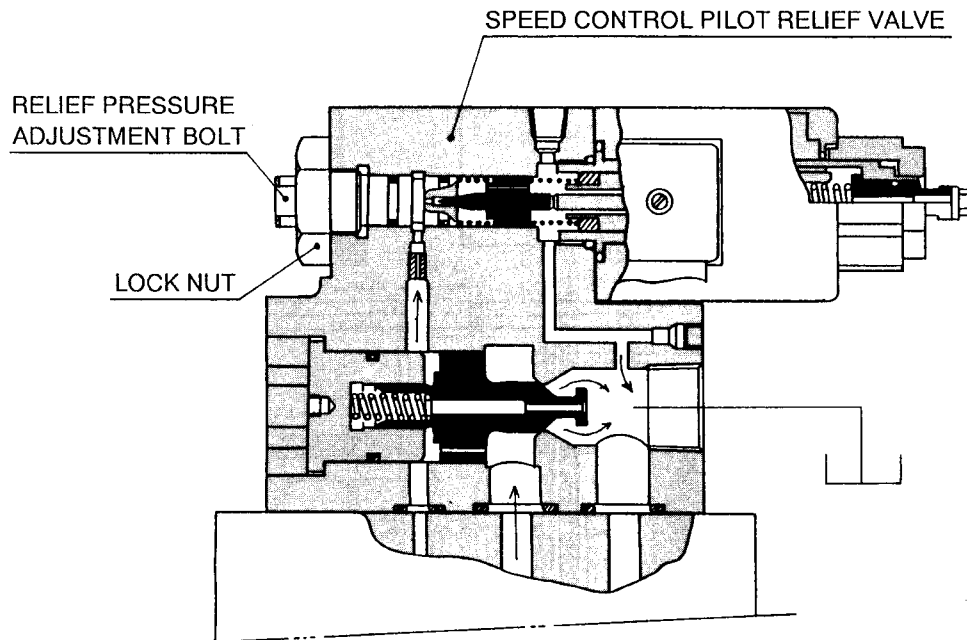 SPEED CONTROL PILOT RELIEF VALVE
RELIEF PRESSURE
ADJUSTMENT BOLT
LOCK NUT